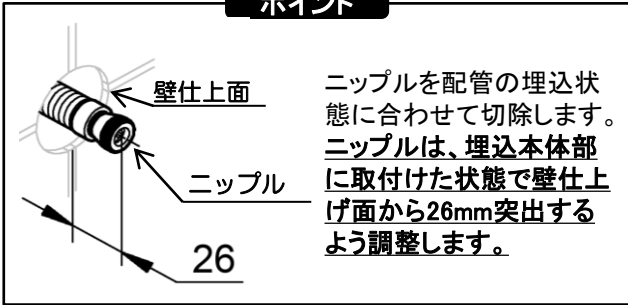 ポイント
壁仕上面
ニップル
26
ニップルを配管の埋込状
態に合わせて切除します。
ニップルは、埋込本体部
に取付けた状態で壁仕上
げ面から26mm突出する
よう調整します。